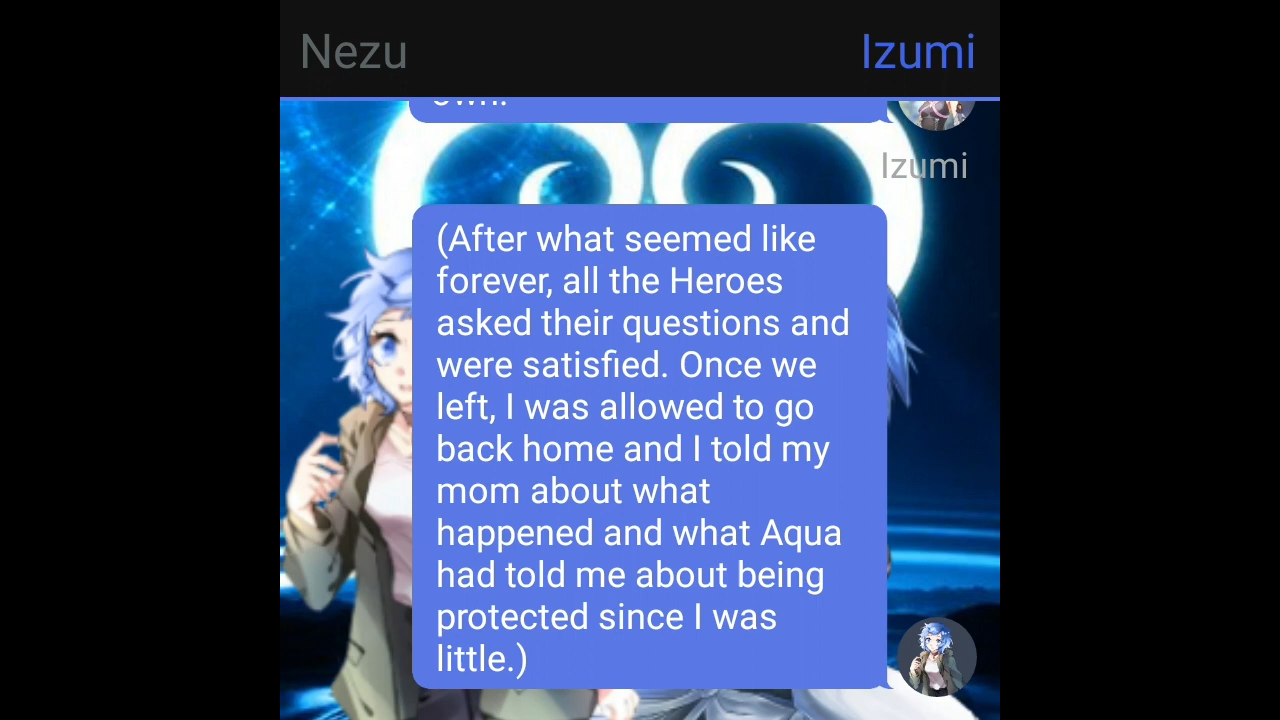 Nezu
Izumi
Izumi
(After what seemed like
forever, all the Heroes
asked their questions and
were satisfied. Once we
left, I was allowed to go
back home and I told my
mom about what
happened and what Aqua
had told me about being
protected since I was
little.)